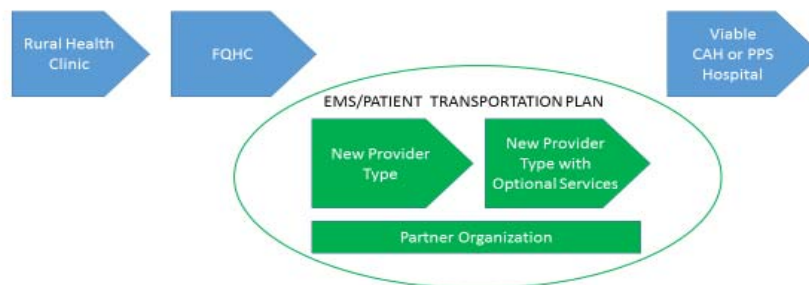 Rural Health
Clinic
FQHC
Viable
CAH or PPS
Hospital
EMS/PATIENT TRANSPORTATION PLAN
New Provider
Type
New Provider
Type with
Optional Services
Partner Organization